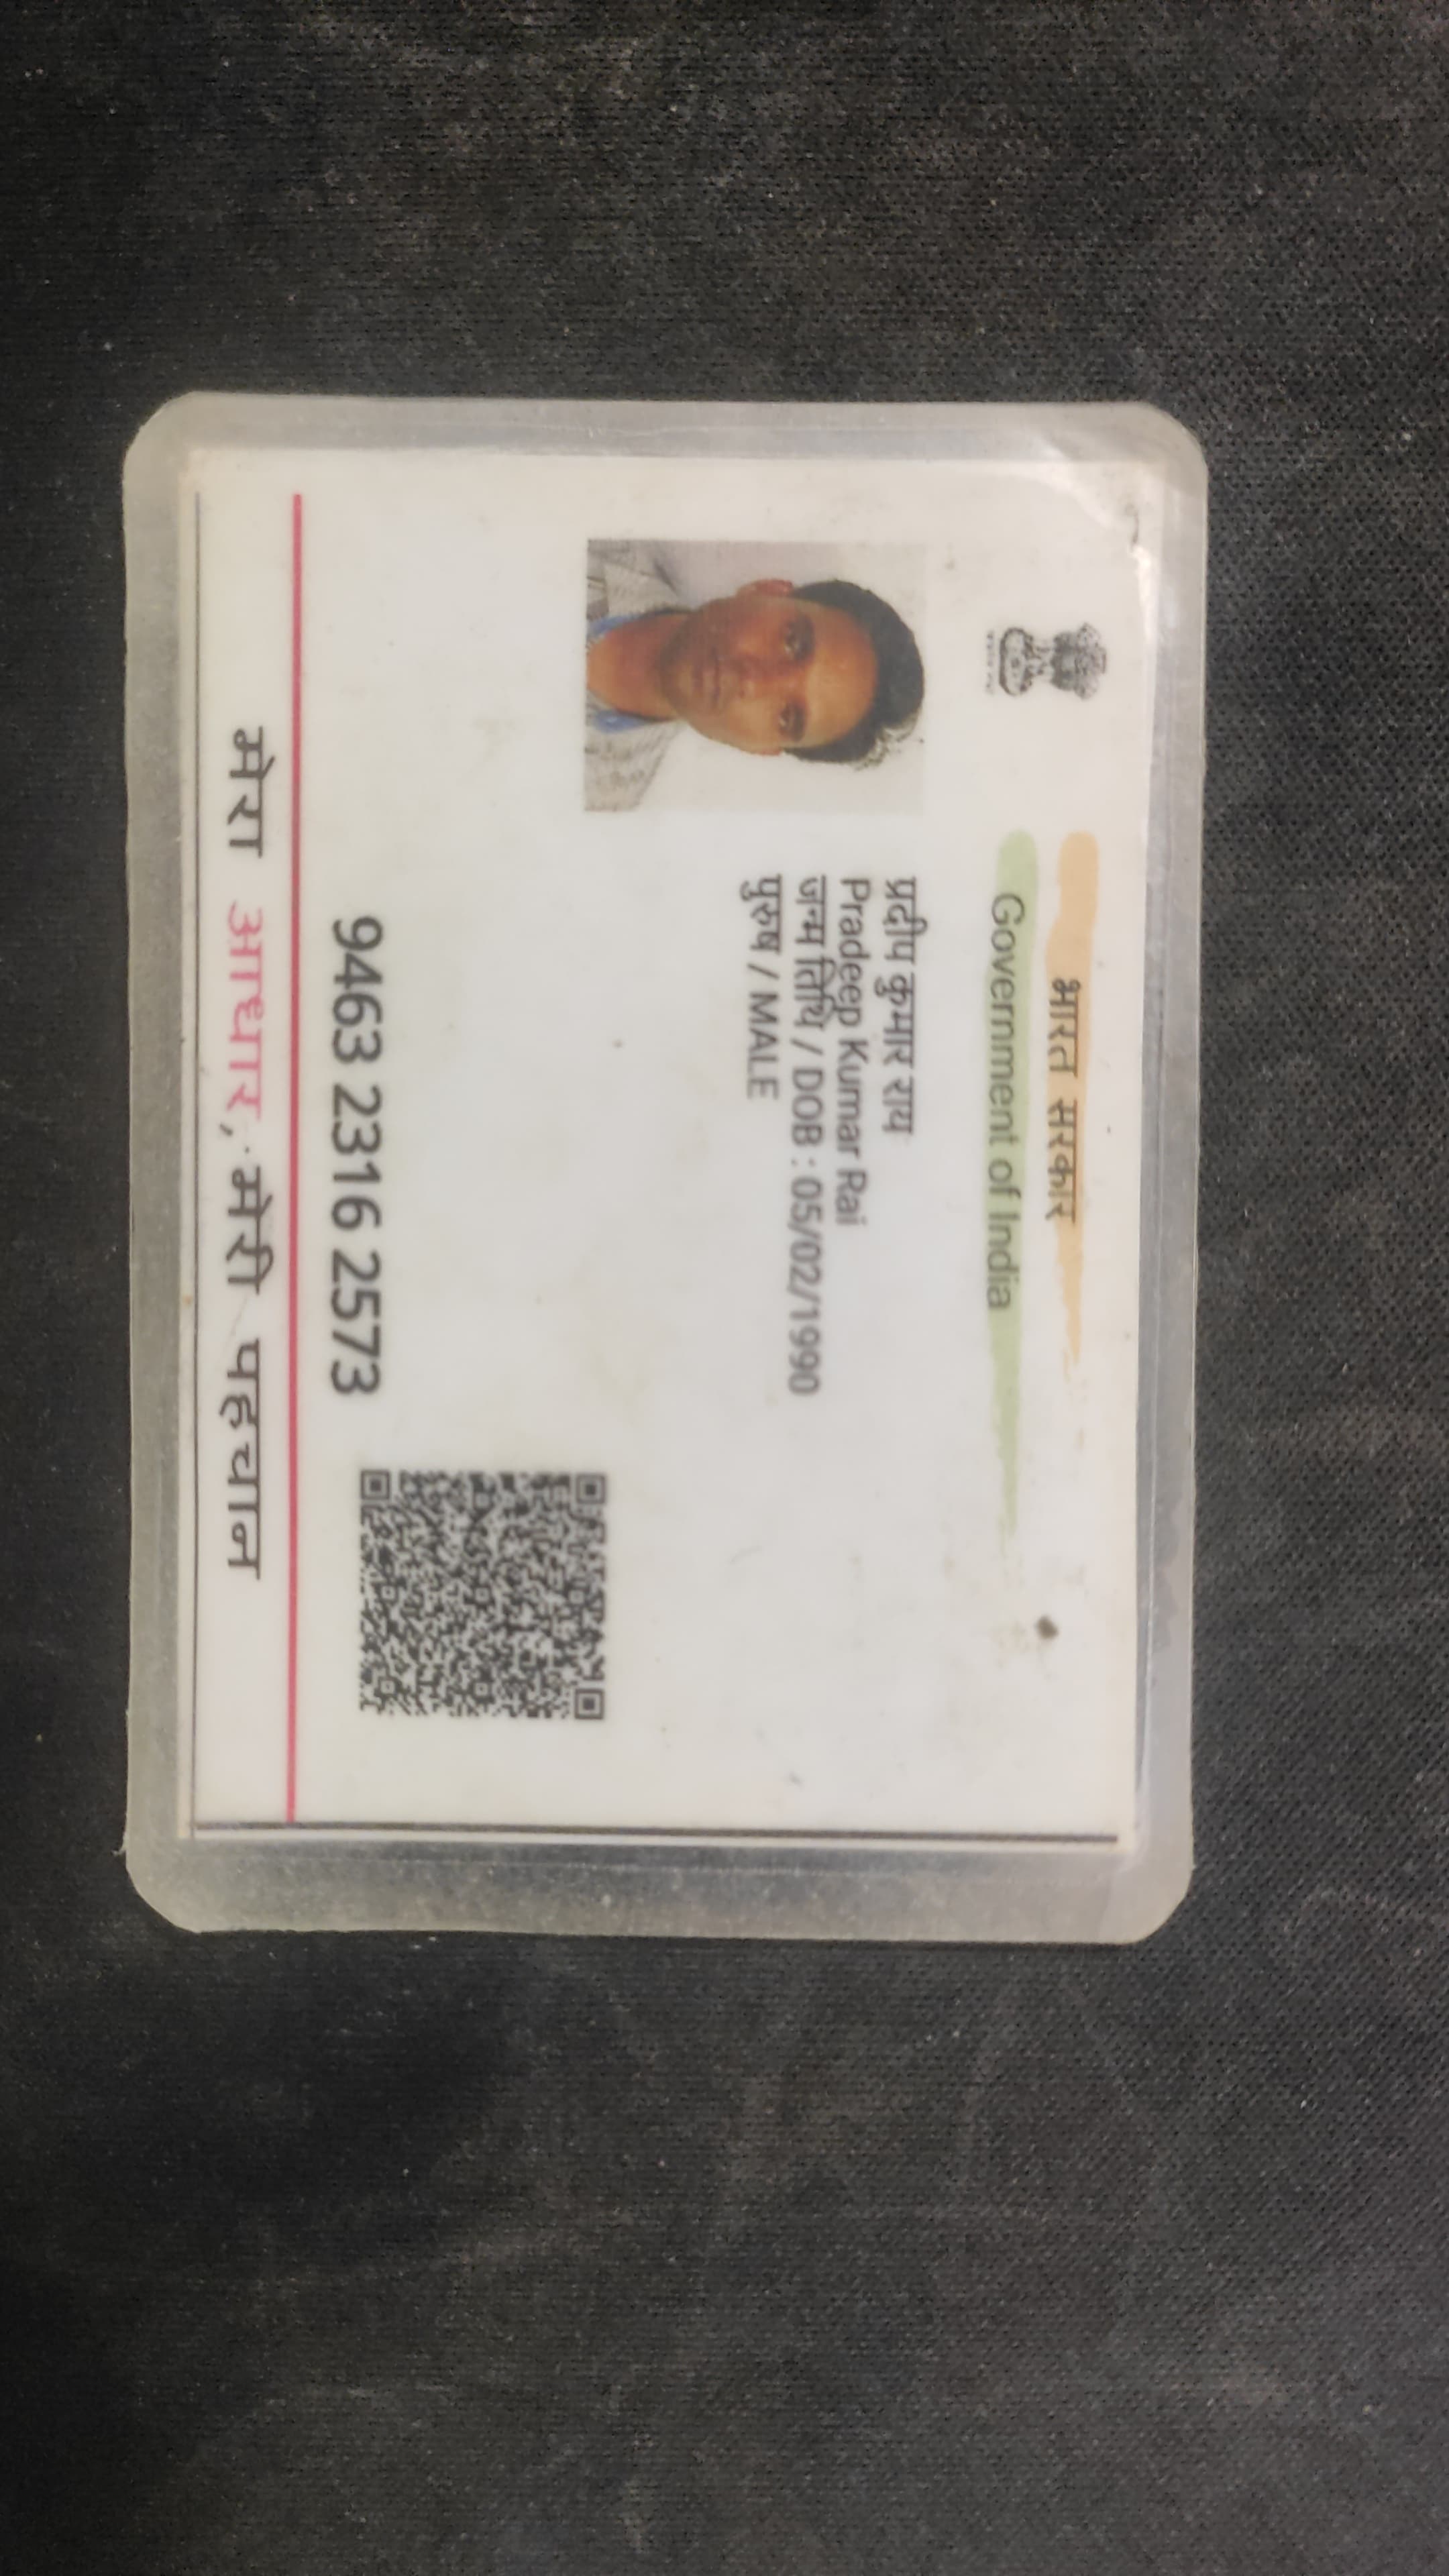 भारत सरकार
Government of India
प्रदीप कुमार राय
Pradeep Kumar Rai
जन्म तिथि / DOB : 05/02/1990
पुरुष / MALE
9463 2316 2573
मेरा आधार, मेरी पहचान